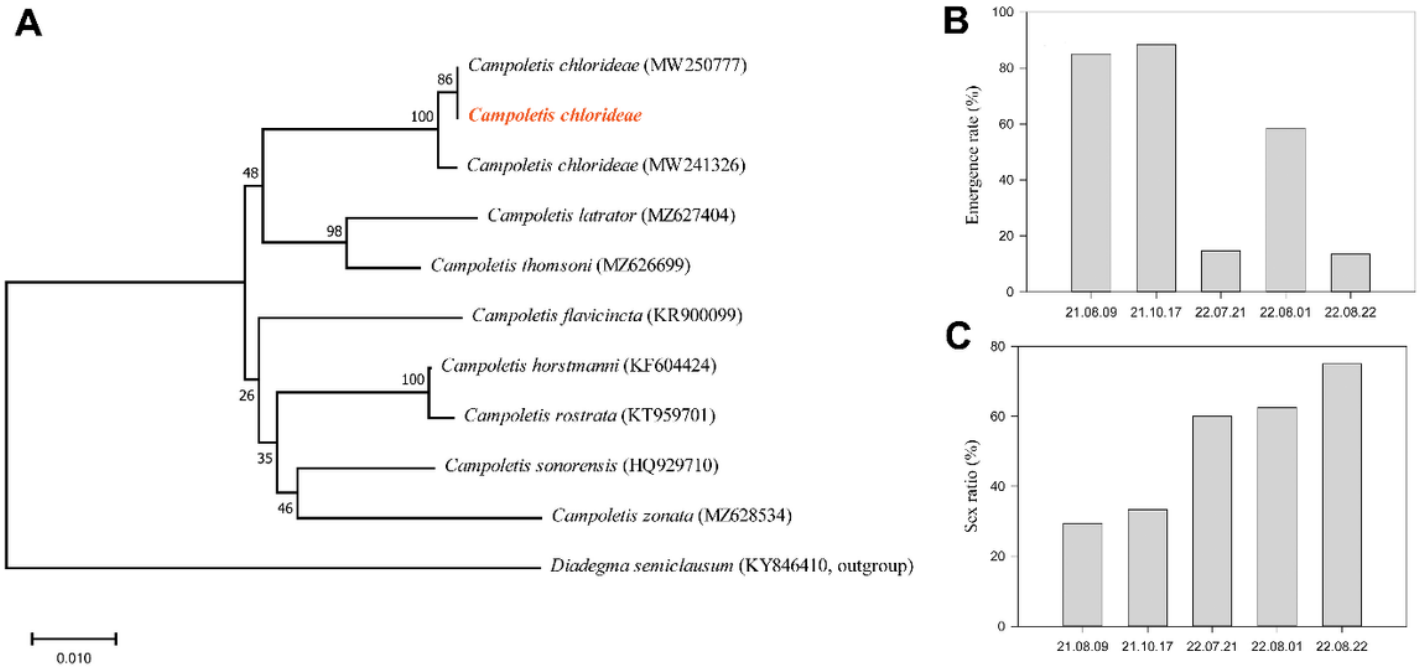 A
Campoletis chlorideae (MW250777)
86
Campoletis chlorideae
100
Campoletis chlorideae (MW241326)
48
Campoletis latrator (MZ627404)
98
Campoletis thomsoni (MZ626699)
Campoletis flavicincta (KR900099)
26
Campoletis horstmanni (KF604424)
100
Campoletis rostrata (KT959701)
35
Campoletis sonorensis (HQ929710)
46
Campoletis zonata (MZ628534)
Diadegma semiclausum (KY846410, outgroup)
0.010
B
Emergence rate (%)
100
80
60
40
20
0
21.08.09 21.10.17 22.07.21 22.08.01 22.08.22
C
Sex ratio (%)
80
60
40
20
0
21.08.09 21.10.17 22.07.21 22.08.01 22.08.22